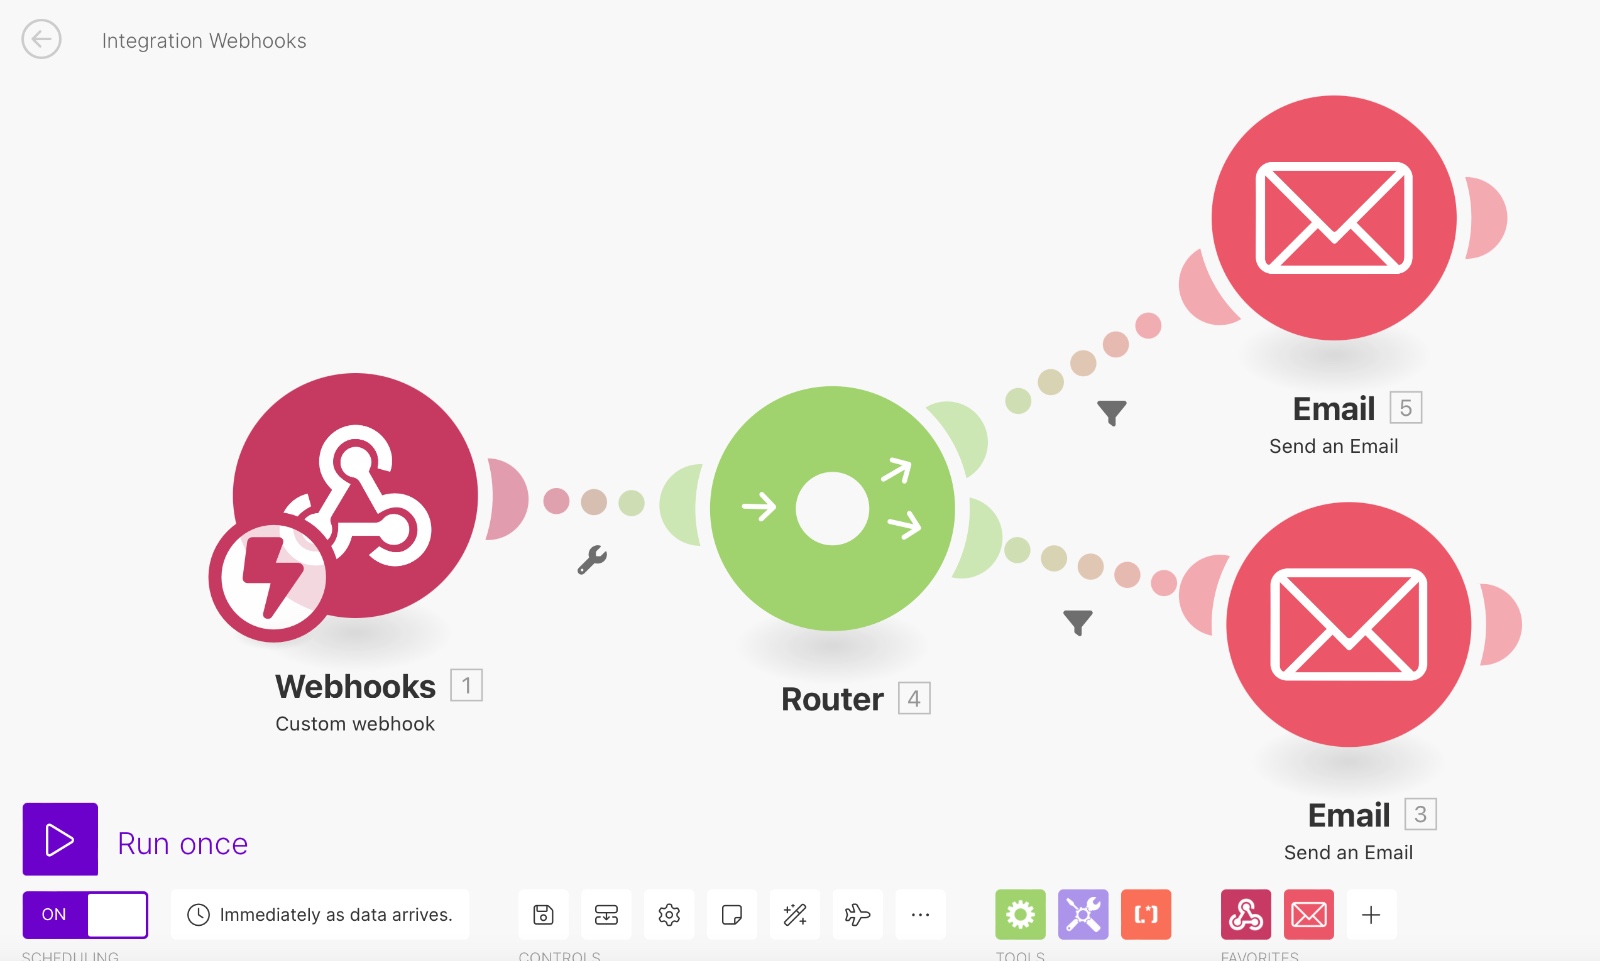 Integration Webhooks
Email 5
Send an Email
Webhooks 1
Custom webhook
Router 4
Email 3
Send an Email
Run once
ON
Immediately as data arrives.
[.*]
SCHEDULING
CONTROLS
TOOLS
FAVORITES